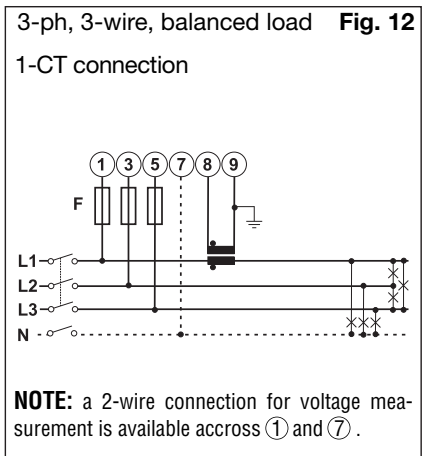 3-ph, 3-wire, balanced load Fig. 12
1-CT connection
1 3 5 7 8 9
F
L1
L2
L3
N
NOTE: a 2-wire connection for voltage mea-
surement is available accross 1 and 7 .